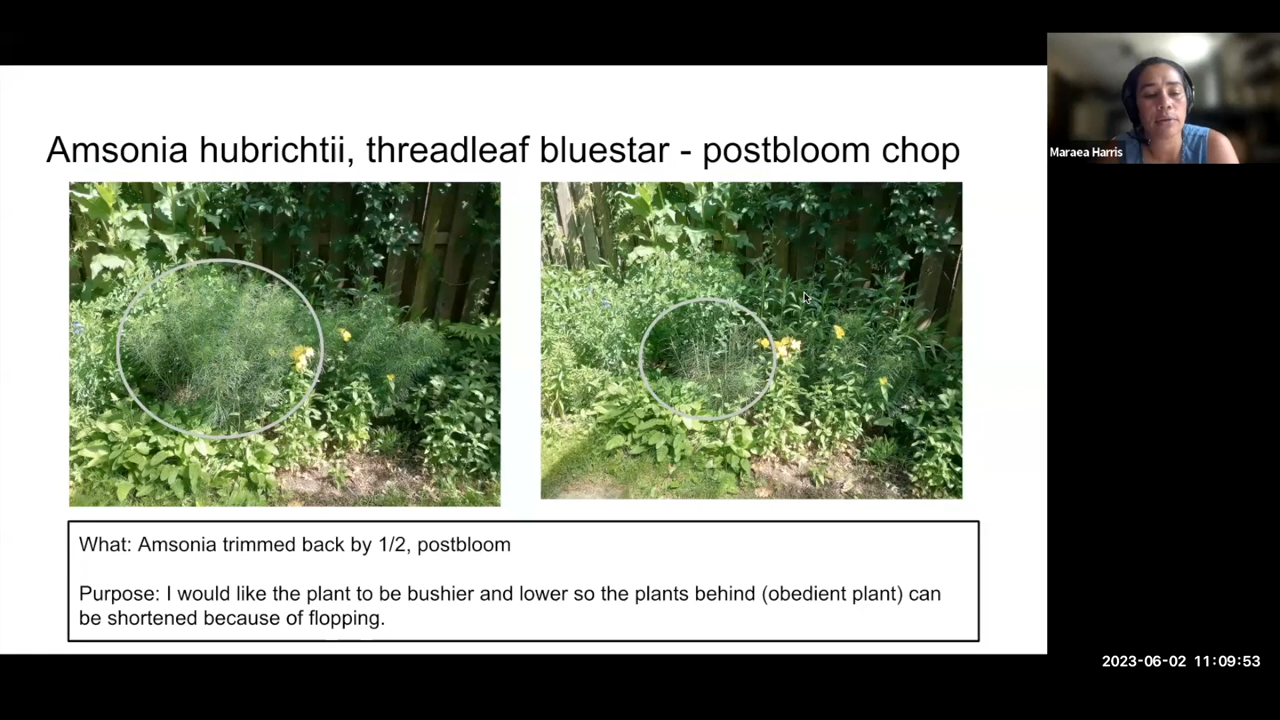 Amsonia hubrichtii, threadleaf bluestar - postbloom chop
Maraea Harris
What: Amsonia trimmed back by 1/2, postbloom
Purpose: I would like the plant to be bushier and lower so the plants behind (obedient plant) can
be shortened because of flopping.
2023-06-02 11:09:53